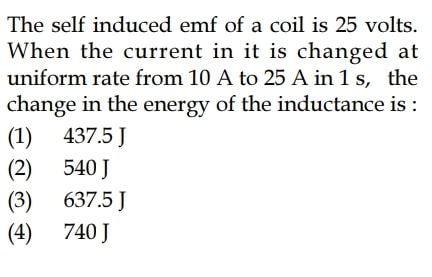 The self induced emf of a coil is 25 volts.
When the current in it is changed at
uniform rate from 10 A to 25 A in 1 s, the
change in the energy of the inductance is :
(1) 437.5 J
(2) 540 J
(3) 637.5 J
(4) 740 J